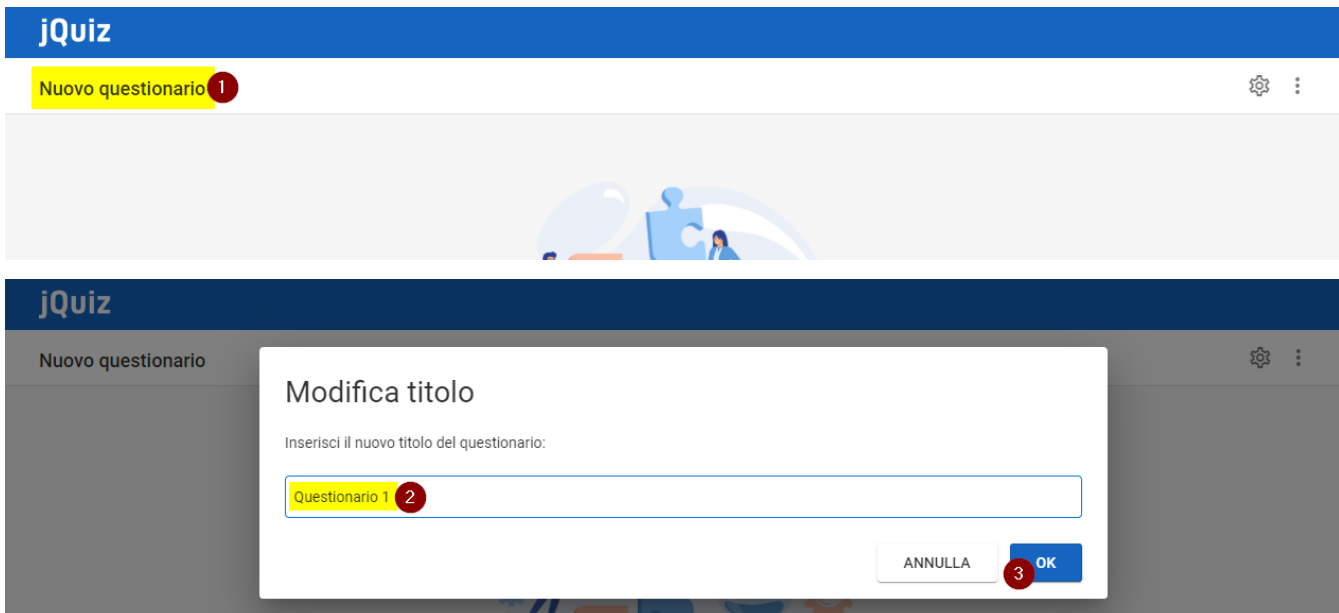 jQuiz
Nuovo questionario 1
jQuiz
Nuovo questionario
Modifica titolo
Inserisci il nuovo titolo del questionario:
Questionario 1 2
ANNULLA 3 OK